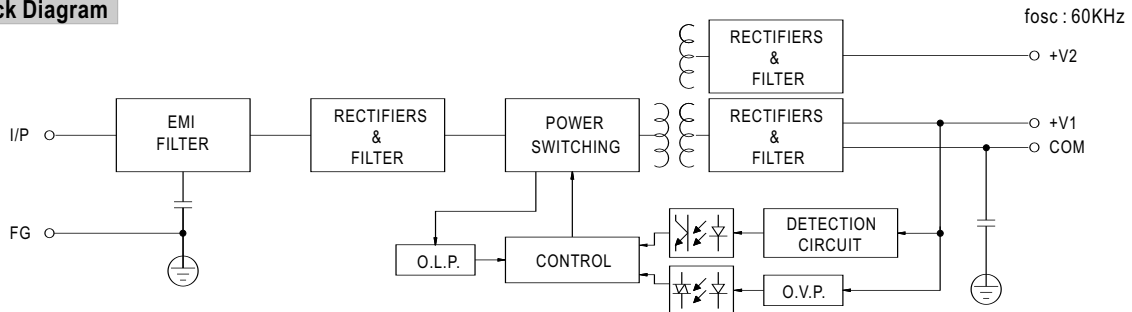 ck Diagram
fosc : 60KHz
RECTIFIERS
&
FILTER
+V2
I/P
EMI
FILTER
RECTIFIERS
&
FILTER
POWER
SWITCHING
RECTIFIERS
&
FILTER
+V1
COM
FG
O.L.P.
CONTROL
DETECTION
CIRCUIT
O.V.P.